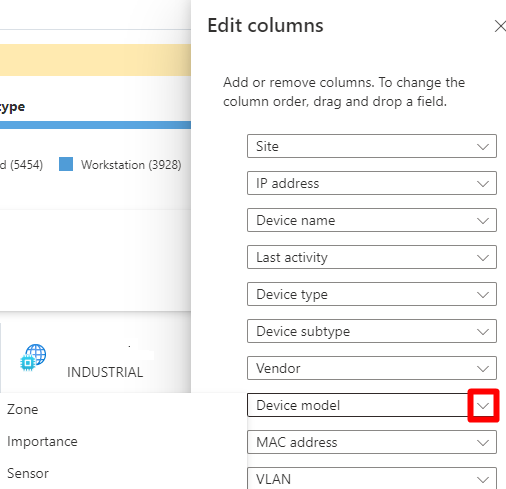 Edit columns
Add or remove columns. To change the
column order, drag and drop a field.
type
d (5454) Workstation (3928)
INDUSTRIAL
Zone
Importance
Sensor
Site
IP address
Device name
Last activity
Device type
Device subtype
Vendor
Device model
MAC address
VLAN